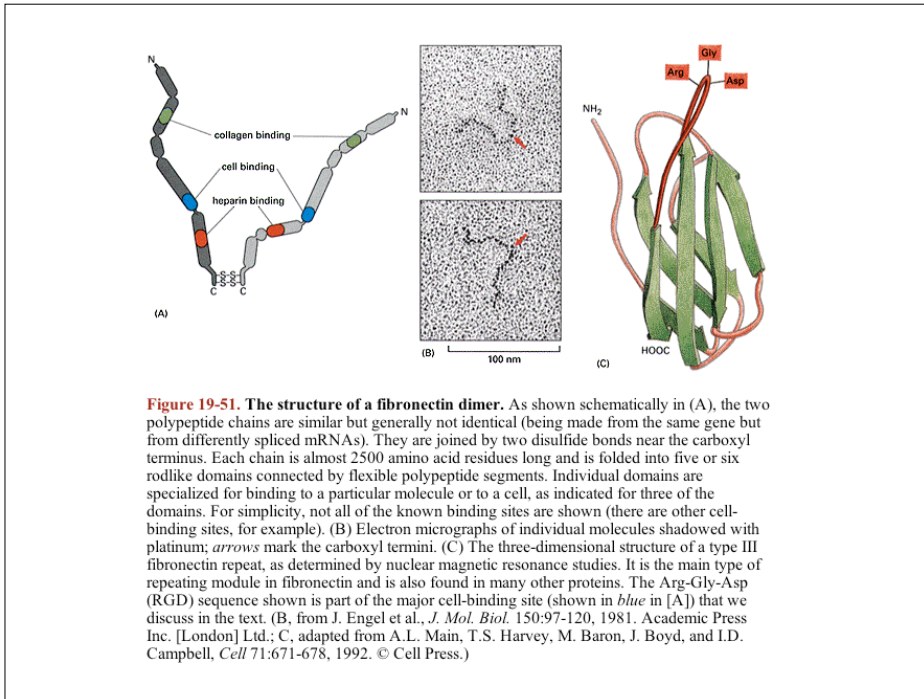 N
N
collagen binding
cell binding
heparin binding
S S
S S
C C
(A)
(B)
100 nm
Gly
Arg
Asp
NH2
HOOC
(C)
Figure 19-51. The structure of a fibronectin dimer. As shown schematically in (A), the two
polypeptide chains are similar but generally not identical (being made from the same gene but
from differently spliced mRNAs). They are joined by two disulfide bonds near the carboxyl
terminus. Each chain is almost 2500 amino acid residues long and is folded into five or six
rodlike domains connected by flexible polypeptide segments. Individual domains are
specialized for binding to a particular molecule or to a cell, as indicated for three of the
domains. For simplicity, not all of the known binding sites are shown (there are other cell-
binding sites, for example). (B) Electron micrographs of individual molecules shadowed with
platinum; arrows mark the carboxyl termini. (C) The three-dimensional structure of a type III
fibronectin repeat, as determined by nuclear magnetic resonance studies. It is the main type of
repeating module in fibronectin and is also found in many other proteins. The Arg-Gly-Asp
(RGD) sequence shown is part of the major cell-binding site (shown in blue in [A]) that we
discuss in the text. (B, from J. Engel et al., J. Mol. Biol. 150:97-120, 1981. Academic Press
Inc. [London] Ltd.; C, adapted from A.L. Main, T.S. Harvey, M. Baron, J. Boyd, and I.D.
Campbell, Cell 71:671-678, 1992. © Cell Press.)